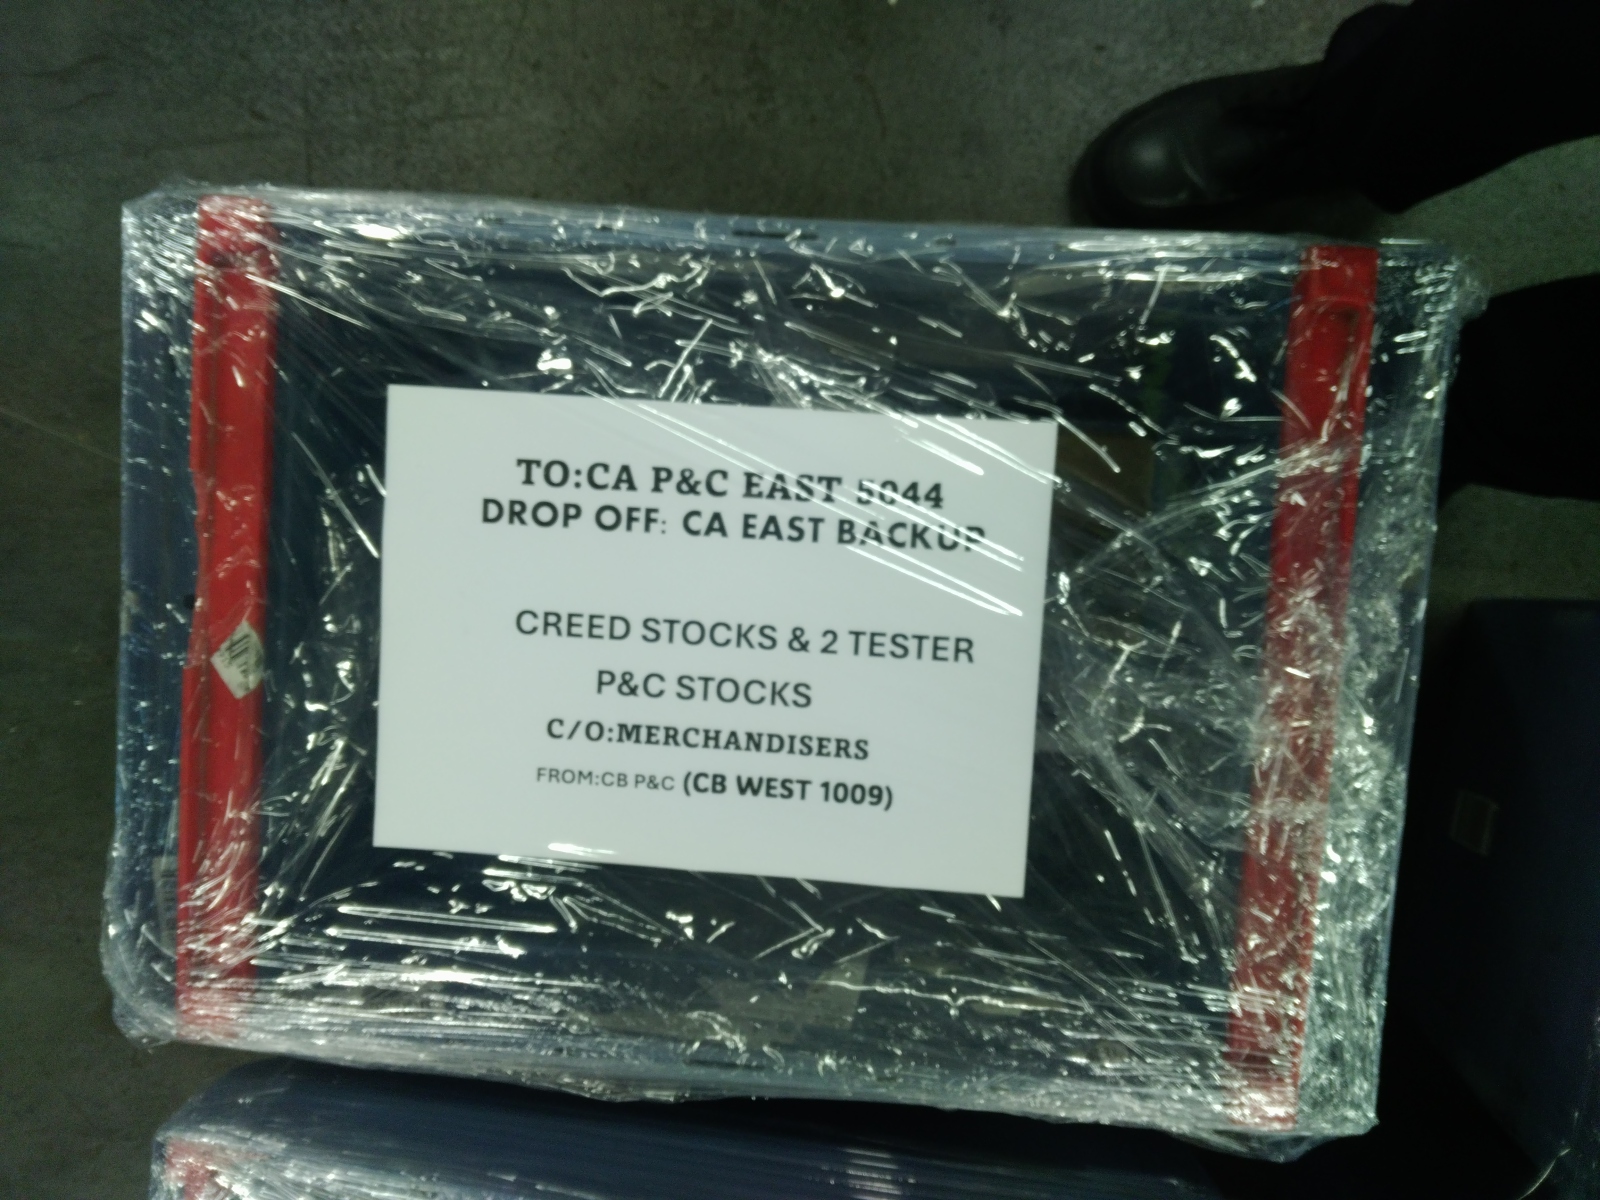 TO:CA P&C EAST 5044
DROP OFF: CA EAST BACKUP
CREED STOCKS & 2 TESTER
P&C STOCKS
C/O:MERCHANDISERS
FROM:CB P&C (CB WEST 1009)